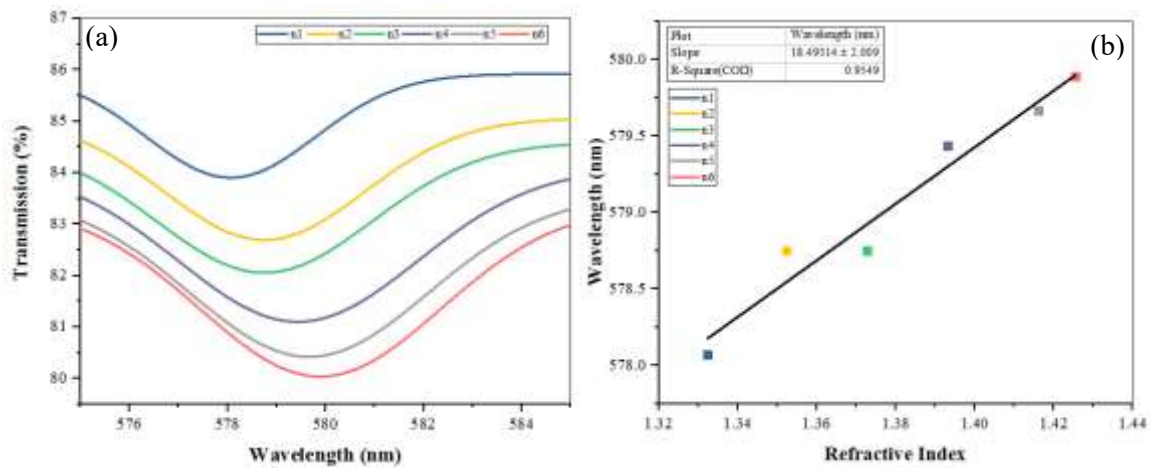 (a)
n1 n2 n3 n4 n5 n6
87
86
85
84
83
82
81
80
Transmission (%)
576 578 580 582 584
Wavelength (nm)
(b)
Plot Wavelength (nm)
Slope 18.49314 ± 2.009
R-Square(COD) 0.9549
n1
n2
n3
n4
n5
n6
580.0
579.5
579.0
578.5
578.0
Wavelength (nm)
1.32 1.34 1.36 1.38 1.40 1.42 1.44
Refractive Index